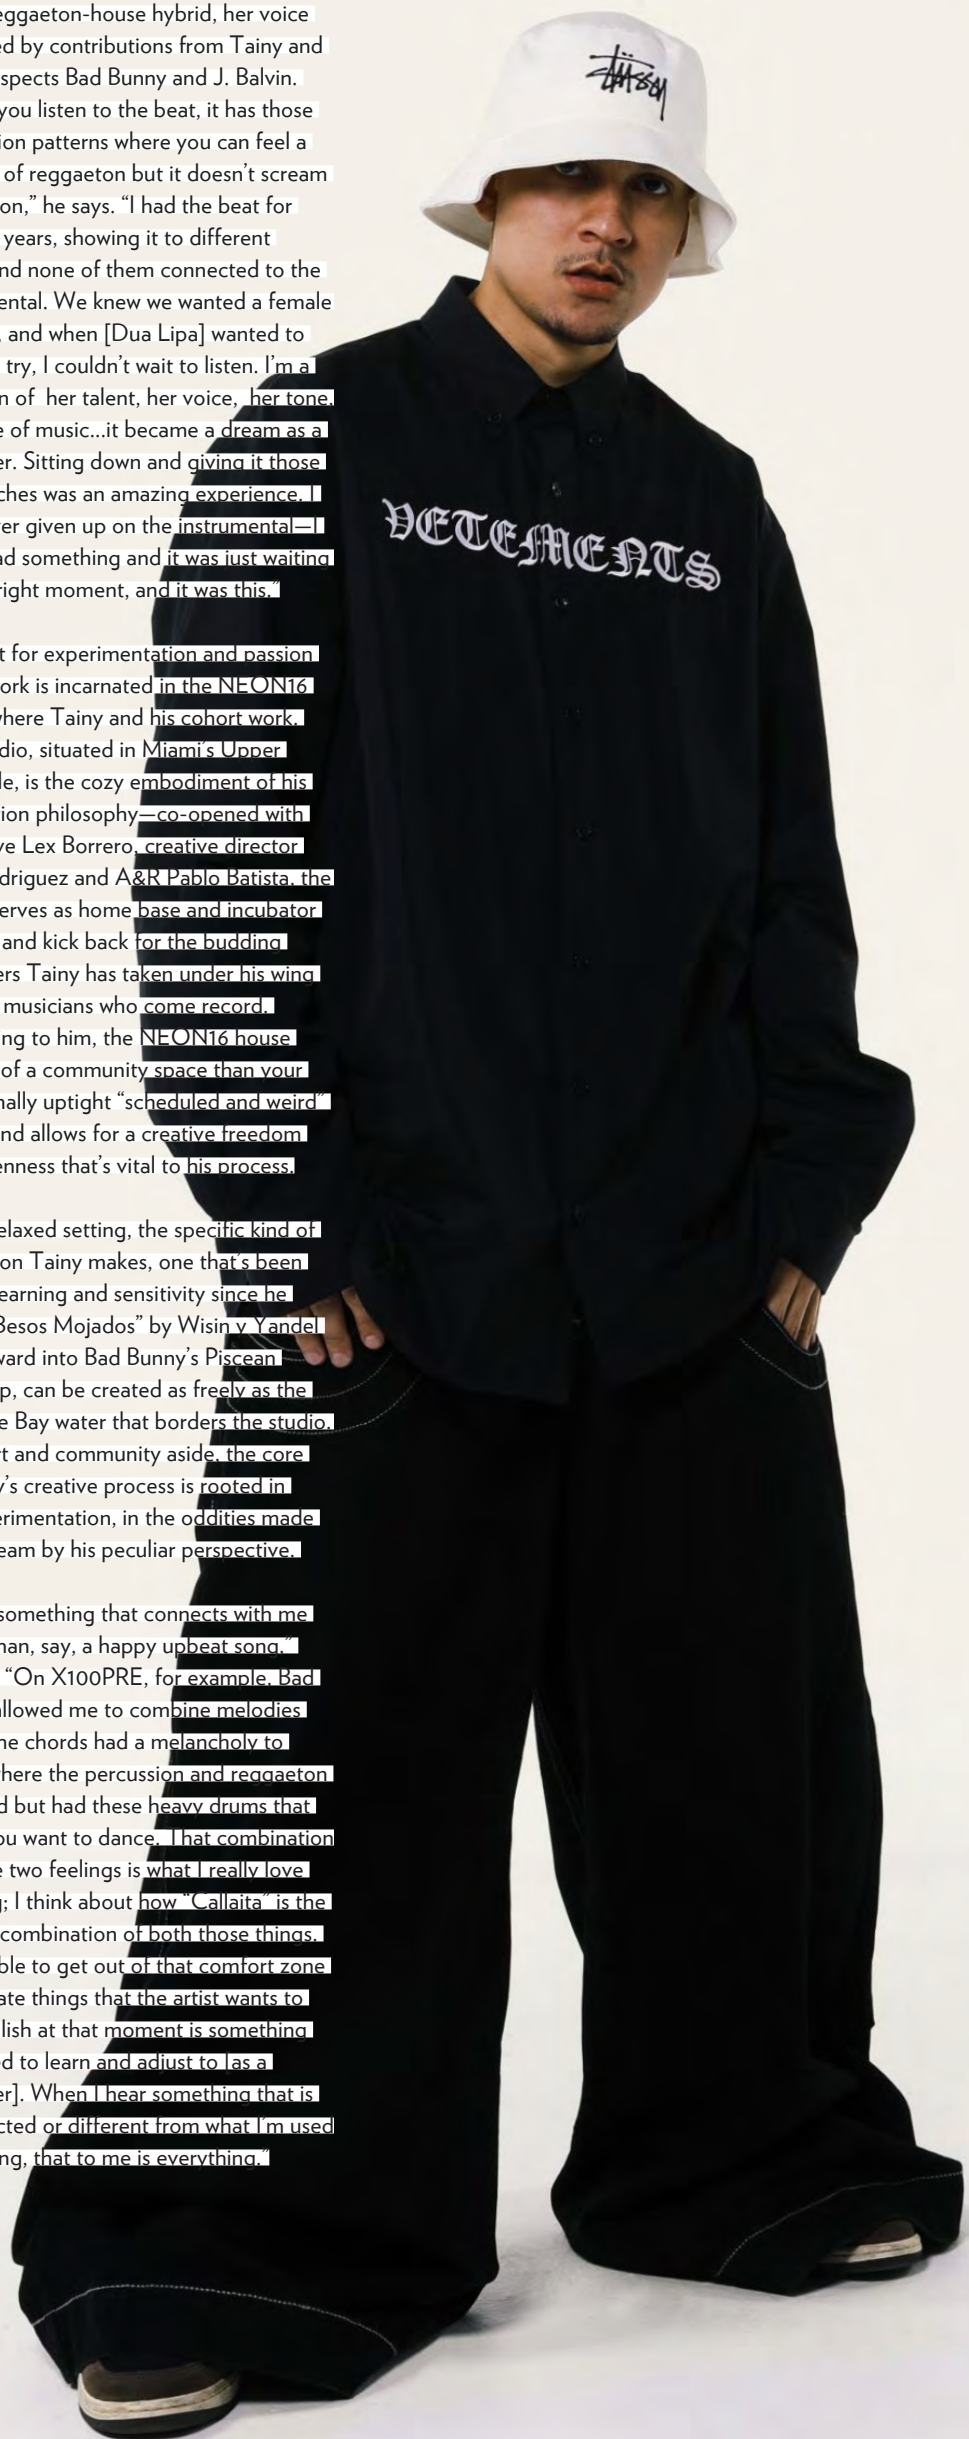 eggaeton-house hybrid, her voice
ed by contributions from Tainy and
spects Bad Bunny and J. Balvin.
you listen to the beat, it has those
ion patterns where you can feel a
of reggaeton but it doesn’t scream
on,” he says. “I had the beat for
years, showing it to different
nd none of them connected to the
ental. We knew we wanted a female
, and when [Dua Lipa] wanted to
try, I couldn’t wait to listen. I’m a
n of her talent, her voice, her tone,
e of music...it became a dream as a
er. Sitting down and giving it those
ches was an amazing experience. I
ver given up on the instrumental—I
ad something and it was just waiting
right moment, and it was this.”
t for experimentation and passion
ork is incarnated in the NEON16
where Tainy and his cohort work.
dio, situated in Miami’s Upper
le, is the cozy embodiment of his
tion philosophy—co-opened with
ve Lex Borrero, creative director
driguez and A&R Pablo Batista, the
erves as home base and incubator
and kick back for the budding
ers Tainy has taken under his wing
musicians who come record.
ing to him, the NEON16 house
of a community space than your
nally uptight “scheduled and weird”
nd allows for a creative freedom
enness that’s vital to his process.
elaxed setting, the specific kind of
on Tainy makes, one that’s been
earning and sensitivity since he
Besos Mojados” by Wisin y Yandel
ward into Bad Bunny’s Piscean
p, can be created as freely as the
e Bay water that borders the studio.
rt and community aside, the core
y’s creative process is rooted in
erimentation, in the oddities made
eam by his peculiar perspective.
something that connects with me
han, say, a happy upbeat song,”
“On X100PRE, for example, Bad
allowed me to combine melodies
he chords had a melancholy to
where the percussion and reggaeton
d but had these heavy drums that
ou want to dance. That combination
e two feelings is what I really love
g; I think about how “Callaita” is the
combination of both those things.
ble to get out of that comfort zone
ate things that the artist wants to
lish at that moment is something
ed to learn and adjust to [as a
er]. When I hear something that is
cted or different from what I’m used
ng, that to me is everything.”
Stüssy
VETEMENTS